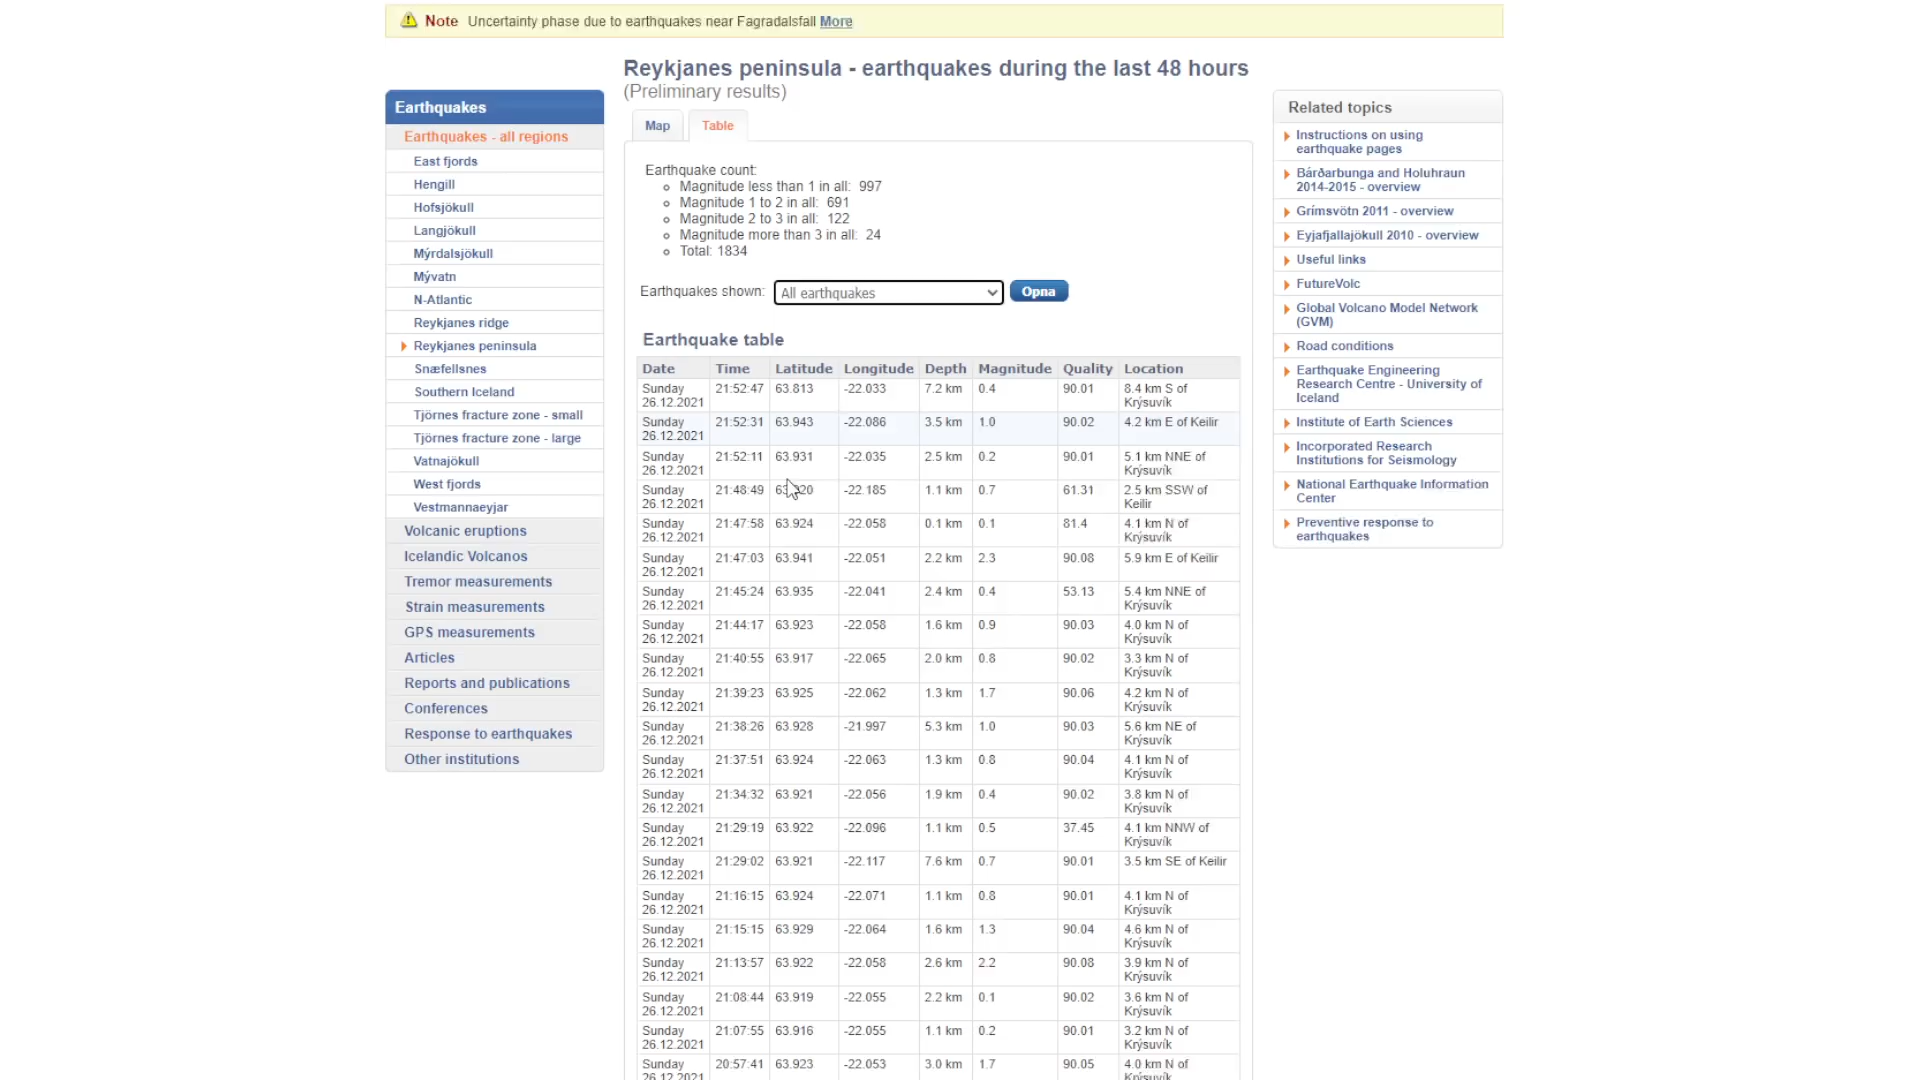 Note Uncertainty phase due to earthquakes near Fagradalsfall More
Reykjanes peninsula - earthquakes during the last 48 hours
(Preliminary results)
Earthquakes
Earthquakes - all regions
East fjords
Hengill
Hofsjökull
Langjökull
Mýrdalsjökull
Mývatn
N-Atlantic
Reykjanes ridge
Reykjanes peninsula
Snæfellsnes
Southern Iceland
Tjörnes fracture zone - small
Tjörnes fracture zone - large
Vatnajökull
West fjords
Vestmannaeyjar
Volcanic eruptions
Icelandic Volcanos
Tremor measurements
Strain measurements
GPS measurements
Articles
Reports and publications
Conferences
Response to earthquakes
Other institutions
Map Table
Earthquake count:
Magnitude less than 1 in all: 997
Magnitude 1 to 2 in all: 691
Magnitude 2 to 3 in all: 122
Magnitude more than 3 in all: 24
Total: 1834
Earthquakes shown: All earthquakes Opna
Earthquake table
Date Time Latitude Longitude Depth Magnitude Quality Location
Sunday 21:52:47 63.813 -22.033 7.2 km 0.4 90.01 8.4 km S of
26.12.2021 Krýsuvík
Sunday 21:52:31 63.943 -22.086 3.5 km 1.0 90.02 4.2 km E of Keilir
26.12.2021
Sunday 21:52:11 63.931 -22.035 2.5 km 0.2 90.01 5.1 km NNE of
26.12.2021 Krýsuvík
Sunday 21:48:49 -22.185 1.1 km 0.7 61.31 2.5 km SSW of
26.12.2021 Keilir
Sunday 21:47:58 63.924 -22.058 0.1 km 0.1 81.4 4.1 km N of
26.12.2021 Krýsuvík
Sunday 21:47:03 63.941 -22.051 2.2 km 2.3 90.08 5.9 km E of Keilir
26.12.2021
Sunday 21:45:24 63.935 -22.041 2.4 km 0.4 53.13 5.4 km NNE of
26.12.2021 Krýsuvík
Sunday 21:44:17 63.923 -22.058 1.6 km 0.9 90.03 4.0 km N of
26.12.2021 Krýsuvík
Sunday 21:40:55 63.917 -22.065 2.0 km 0.8 90.02 3.3 km N of
26.12.2021 Krýsuvík
Sunday 21:39:23 63.925 -22.062 1.3 km 1.7 90.06 4.2 km N of
26.12.2021 Krýsuvík
Sunday 21:38:26 63.928 -21.997 5.3 km 1.0 90.03 5.6 km NE of
26.12.2021 Krýsuvík
Sunday 21:37:51 63.924 -22.063 1.3 km 0.8 90.04 4.1 km N of
26.12.2021 Krýsuvík
Sunday 21:34:32 63.921 -22.056 1.9 km 0.4 90.02 3.8 km N of
26.12.2021 Krýsuvík
Sunday 21:29:19 63.922 -22.096 1.1 km 0.5 37.45 4.1 km NNW of
26.12.2021 Krýsuvík
Sunday 21:29:02 63.921 -22.117 7.6 km 0.7 90.01 3.5 km SE of Keilir
26.12.2021
Sunday 21:16:15 63.924 -22.071 1.1 km 0.8 90.01 4.1 km N of
26.12.2021 Krýsuvík
Sunday 21:15:15 63.929 -22.064 1.6 km 1.3 90.04 4.6 km N of
26.12.2021 Krýsuvík
Sunday 21:13:57 63.922 -22.058 2.6 km 2.2 90.08 3.9 km N of
26.12.2021 Krýsuvík
Sunday 21:08:44 63.919 -22.055 2.2 km 0.1 90.02 3.6 km N of
26.12.2021 Krýsuvík
Sunday 21:07:55 63.916 -22.055 1.1 km 0.2 90.01 3.2 km N of
26.12.2021 Krýsuvík
Sunday 20:57:41 63.923 -22.053 3.0 km 1.7 90.05 4.0 km N of
26.12.2021 Krýsuvík
Related topics
Instructions on using
earthquake pages
Bárðarbunga and Holuhraun
2014-2015 - overview
Grímsvötn 2011 - overview
Eyjafjallajökull 2010 - overview
Useful links
FutureVolc
Global Volcano Model Network
(GVM)
Road conditions
Earthquake Engineering
Research Centre - University of
Iceland
Institute of Earth Sciences
Incorporated Research
Institutions for Seismology
National Earthquake Information
Center
Preventive response to
earthquakes